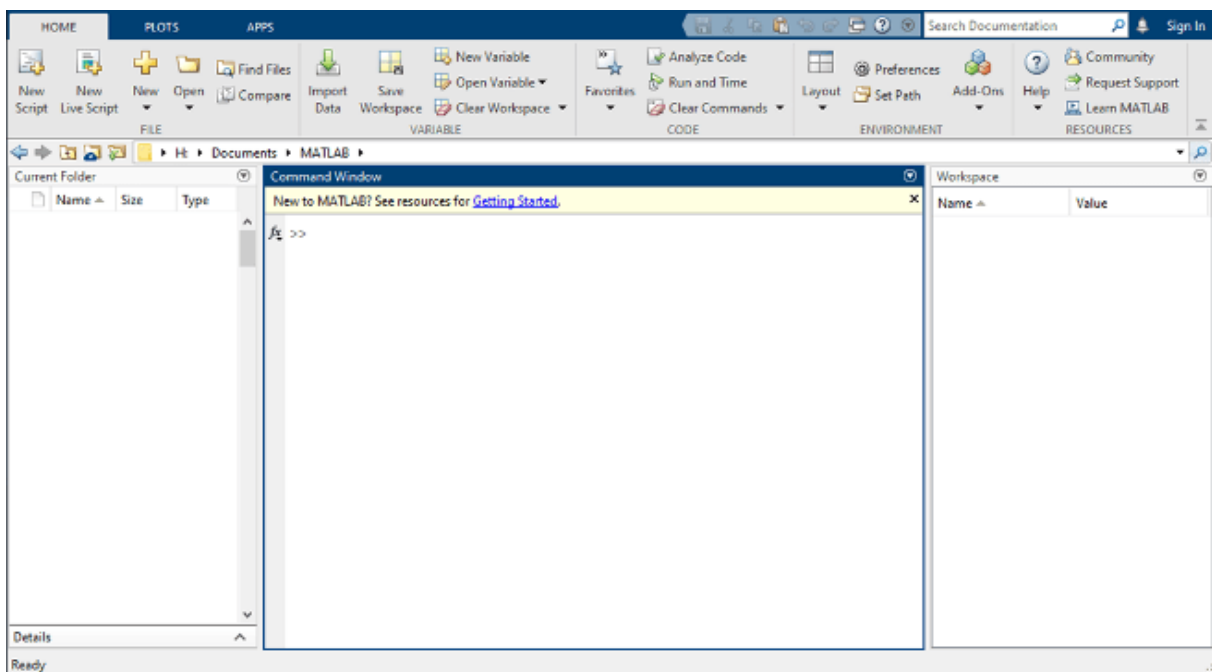 HOME PLOTS APPS Search Documentation Sign In
New Script
New Live Script
New
Open
Find Files
Compare
FILE
Import Data
Save Workspace
New Variable
Open Variable
Clear Workspace
VARIABLE
Favorites
Analyze Code
Run and Time
Clear Commands
CODE
Layout
Preferences
Set Path
Add-Ons
ENVIRONMENT
Help
Community
Request Support
Learn MATLAB
RESOURCES
H: Documents MATLAB
Current Folder
Name Size Type
Details
Command Window
New to MATLAB? See resources for Getting Started.
fx >>
Workspace
Name Value
Ready